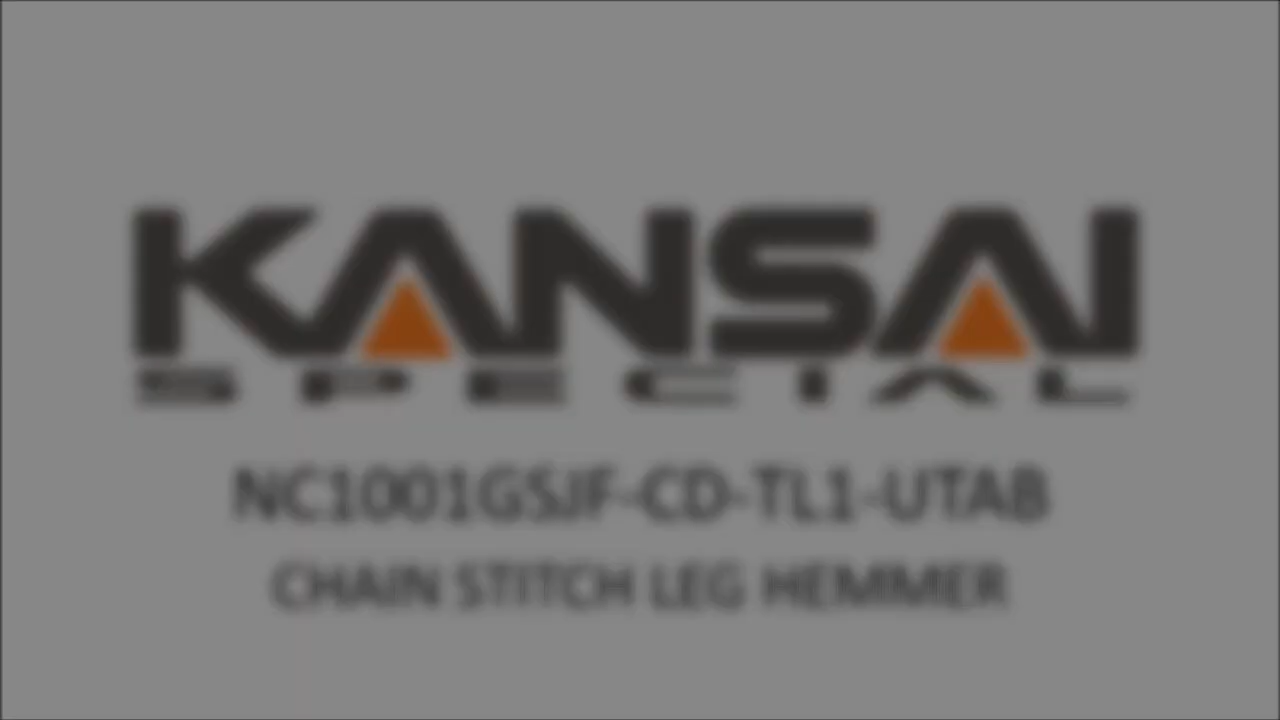 KANSAI
SPECIAL
NC1001GSJF-CD-TL1-UTAB
CHAIN STITCH LEG HEMMER